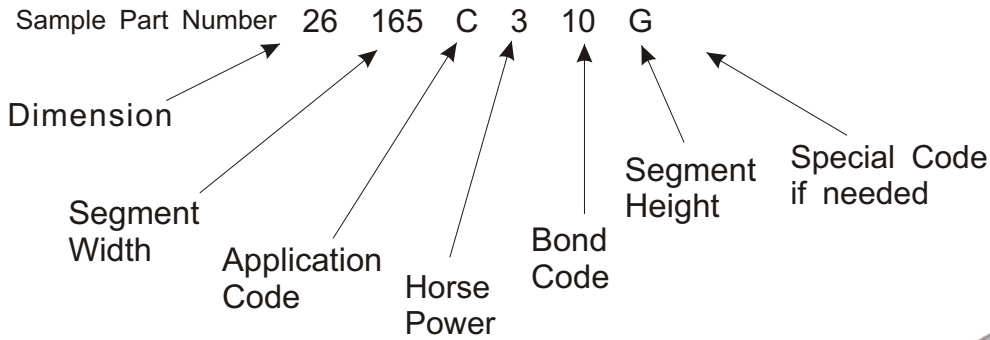 Sample Part Number 26 165 C 3 10 G
Dimension
Segment
Width
Application
Code
Horse
Power
Bond
Code
Segment
Height
Special Code
if needed